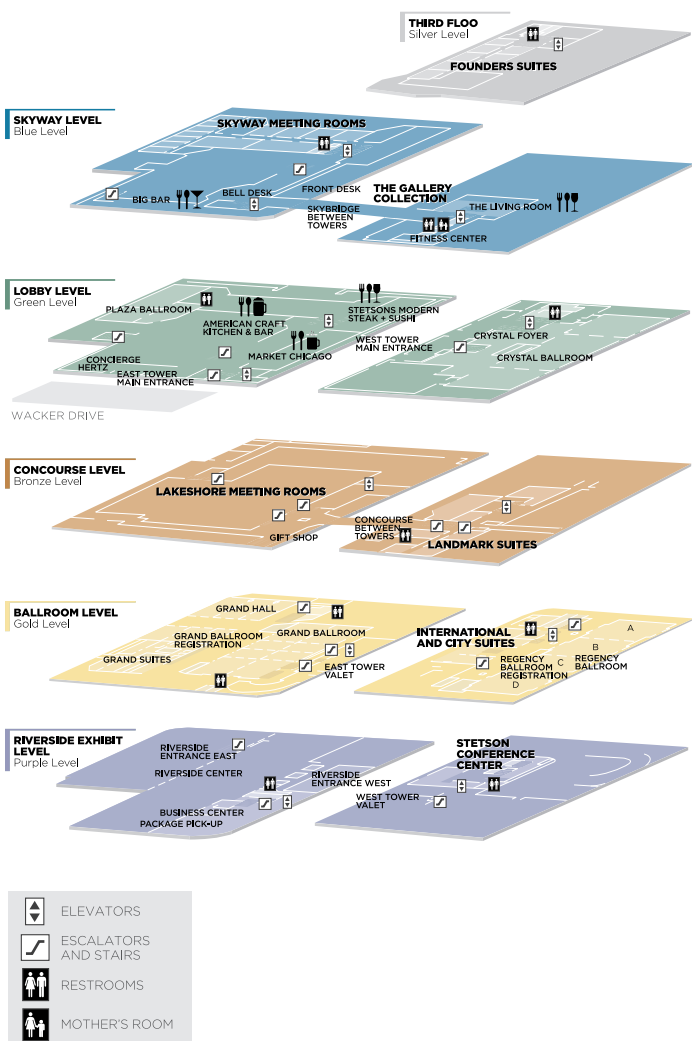 THIRD FLOO
Silver Level
FOUNDERS SUITES
SKYWAY LEVEL
Blue Level
SKYWAY MEETING ROOMS
BIG BAR
BELL DESK
FRONT DESK
SKYBRIDGE
BETWEEN
TOWERS
THE GALLERY
COLLECTION
THE LIVING ROOM
FITNESS CENTER
LOBBY LEVEL
Green Level
PLAZA BALLROOM
AMERICAN CRAFT
KITCHEN & BAR
STETSONS MODERN
STEAK + SUSHI
MARKET CHICAGO
CONCIERGE
HERTZ
EAST TOWER
MAIN ENTRANCE
WEST TOWER
MAIN ENTRANCE
CRYSTAL FOYER
CRYSTAL BALLROOM
WACKER DRIVE
CONCOURSE LEVEL
Bronze Level
LAKESHORE MEETING ROOMS
GIFT SHOP
CONCOURSE
BETWEEN
TOWERS
LANDMARK SUITES
BALLROOM LEVEL
Gold Level
GRAND HALL
GRAND BALLROOM
REGISTRATION
GRAND BALLROOM
GRAND SUITES
EAST TOWER
VALET
INTERNATIONAL
AND CITY SUITES
A
B
C
D
REGENCY
BALLROOM
REGISTRATION
REGENCY
BALLROOM
RIVERSIDE EXHIBIT
LEVEL
Purple Level
RIVERSIDE
ENTRANCE EAST
RIVERSIDE CENTER
RIVERSIDE
ENTRANCE WEST
BUSINESS CENTER
PACKAGE PICK-UP
STETSON
CONFERENCE
CENTER
WEST TOWER
VALET
ELEVATORS
ESCALATORS
AND STAIRS
RESTROOMS
MOTHER'S ROOM